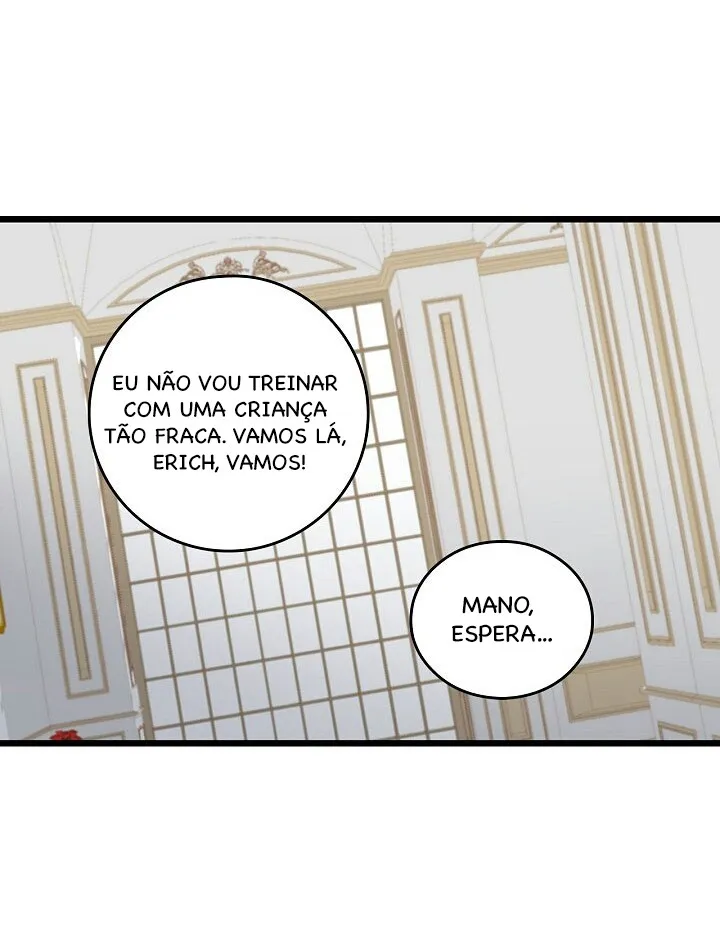 EU NÃO VOU TREINAR
COM UMA CRIANÇA
TÃO FRACA. VAMOS LÁ,
ERICH, VAMOS!
MANO,
ESPERA...